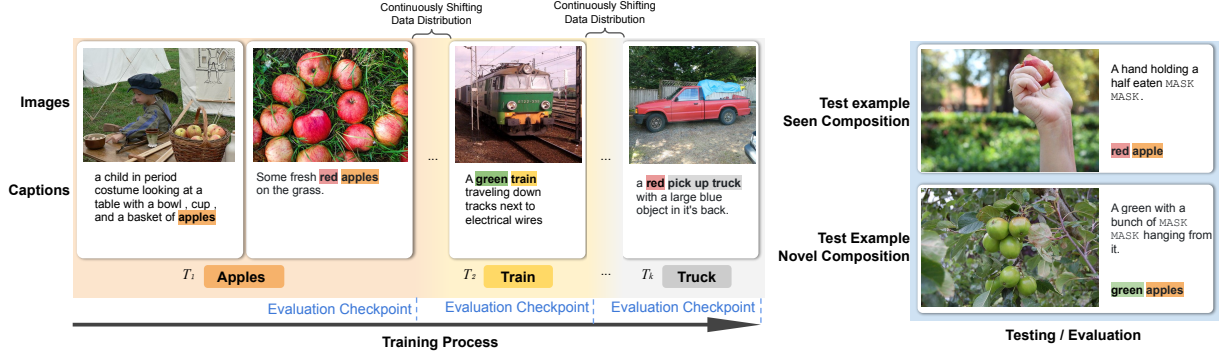 Continuously Shifting
Data Distribution
Continuously Shifting
Data Distribution
Images
Captions
a child in period
costume looking at a
table with a bowl , cup ,
and a basket of apples
Some fresh red apples
on the grass.
...
A green train
traveling down
tracks next to
electrical wires
...
a red pick up truck
with a large blue
object in it's back.
T1 Apples
T2 Train
...
Tk Truck
Evaluation Checkpoint
Evaluation Checkpoint
Evaluation Checkpoint
Training Process
Test example
Seen Composition
A hand holding a
half eaten MASK
MASK.
red apple
Test Example
Novel Composition
A green with a
bunch of MASK
MASK hanging from
it.
green apples
Testing / Evaluation